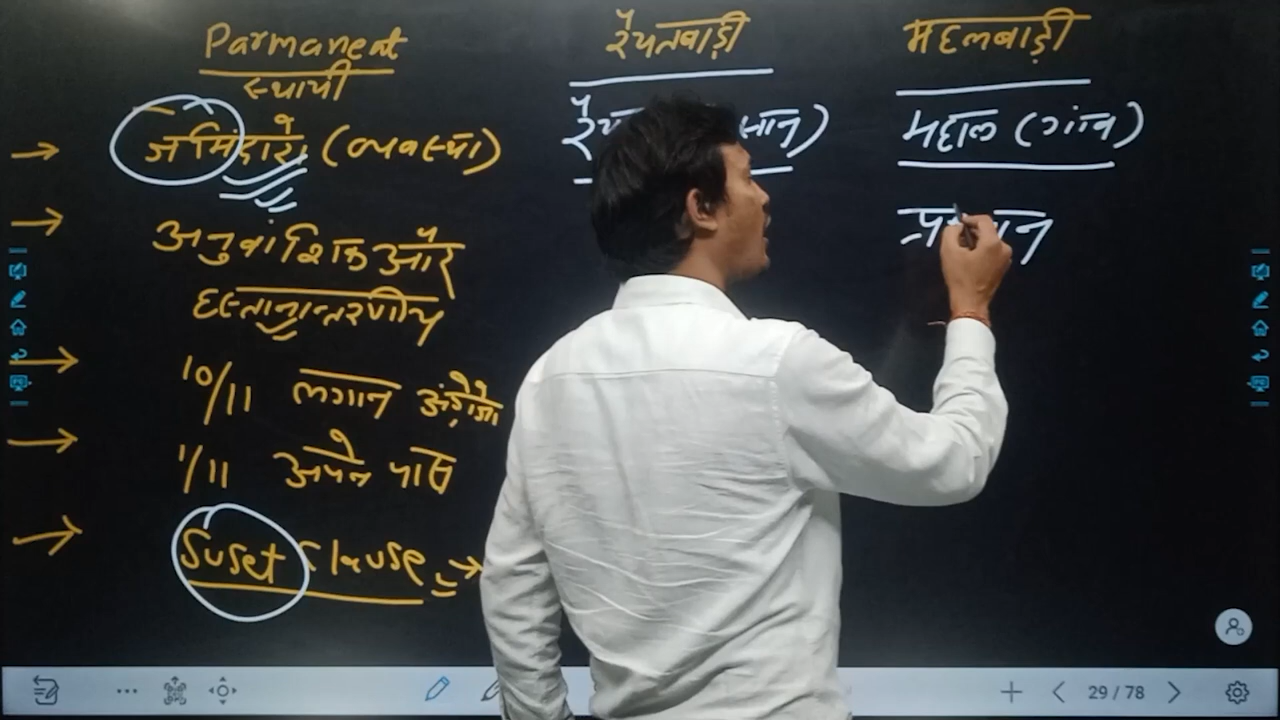 Parmanent
स्थायी
जमिंदारो (व्यवस्था)
अनुवांशिक और
हस्तानान्तरणीय
10/11 लगान
1/11 अपने पास
Suset Clause
रैयतवाड़ी
महलवाड़ी
महाल (गांव)
29 / 78